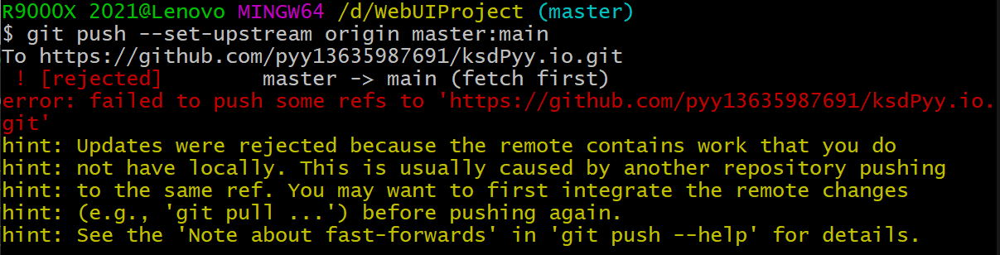 R9000X 2021@Lenovo MINGW64 /d/WebUIProject (master)
$ git push --set-upstream origin master:main
To https://github.com/pyy13635987691/ksdPyy.io.git
 ! [rejected]        master -> main (fetch first)
error: failed to push some refs to 'https://github.com/pyy13635987691/ksdPyy.io.
git'
hint: Updates were rejected because the remote contains work that you do
hint: not have locally. This is usually caused by another repository pushing
hint: to the same ref. You may want to first integrate the remote changes
hint: (e.g., 'git pull ...') before pushing again.
hint: See the 'Note about fast-forwards' in 'git push --help' for details.